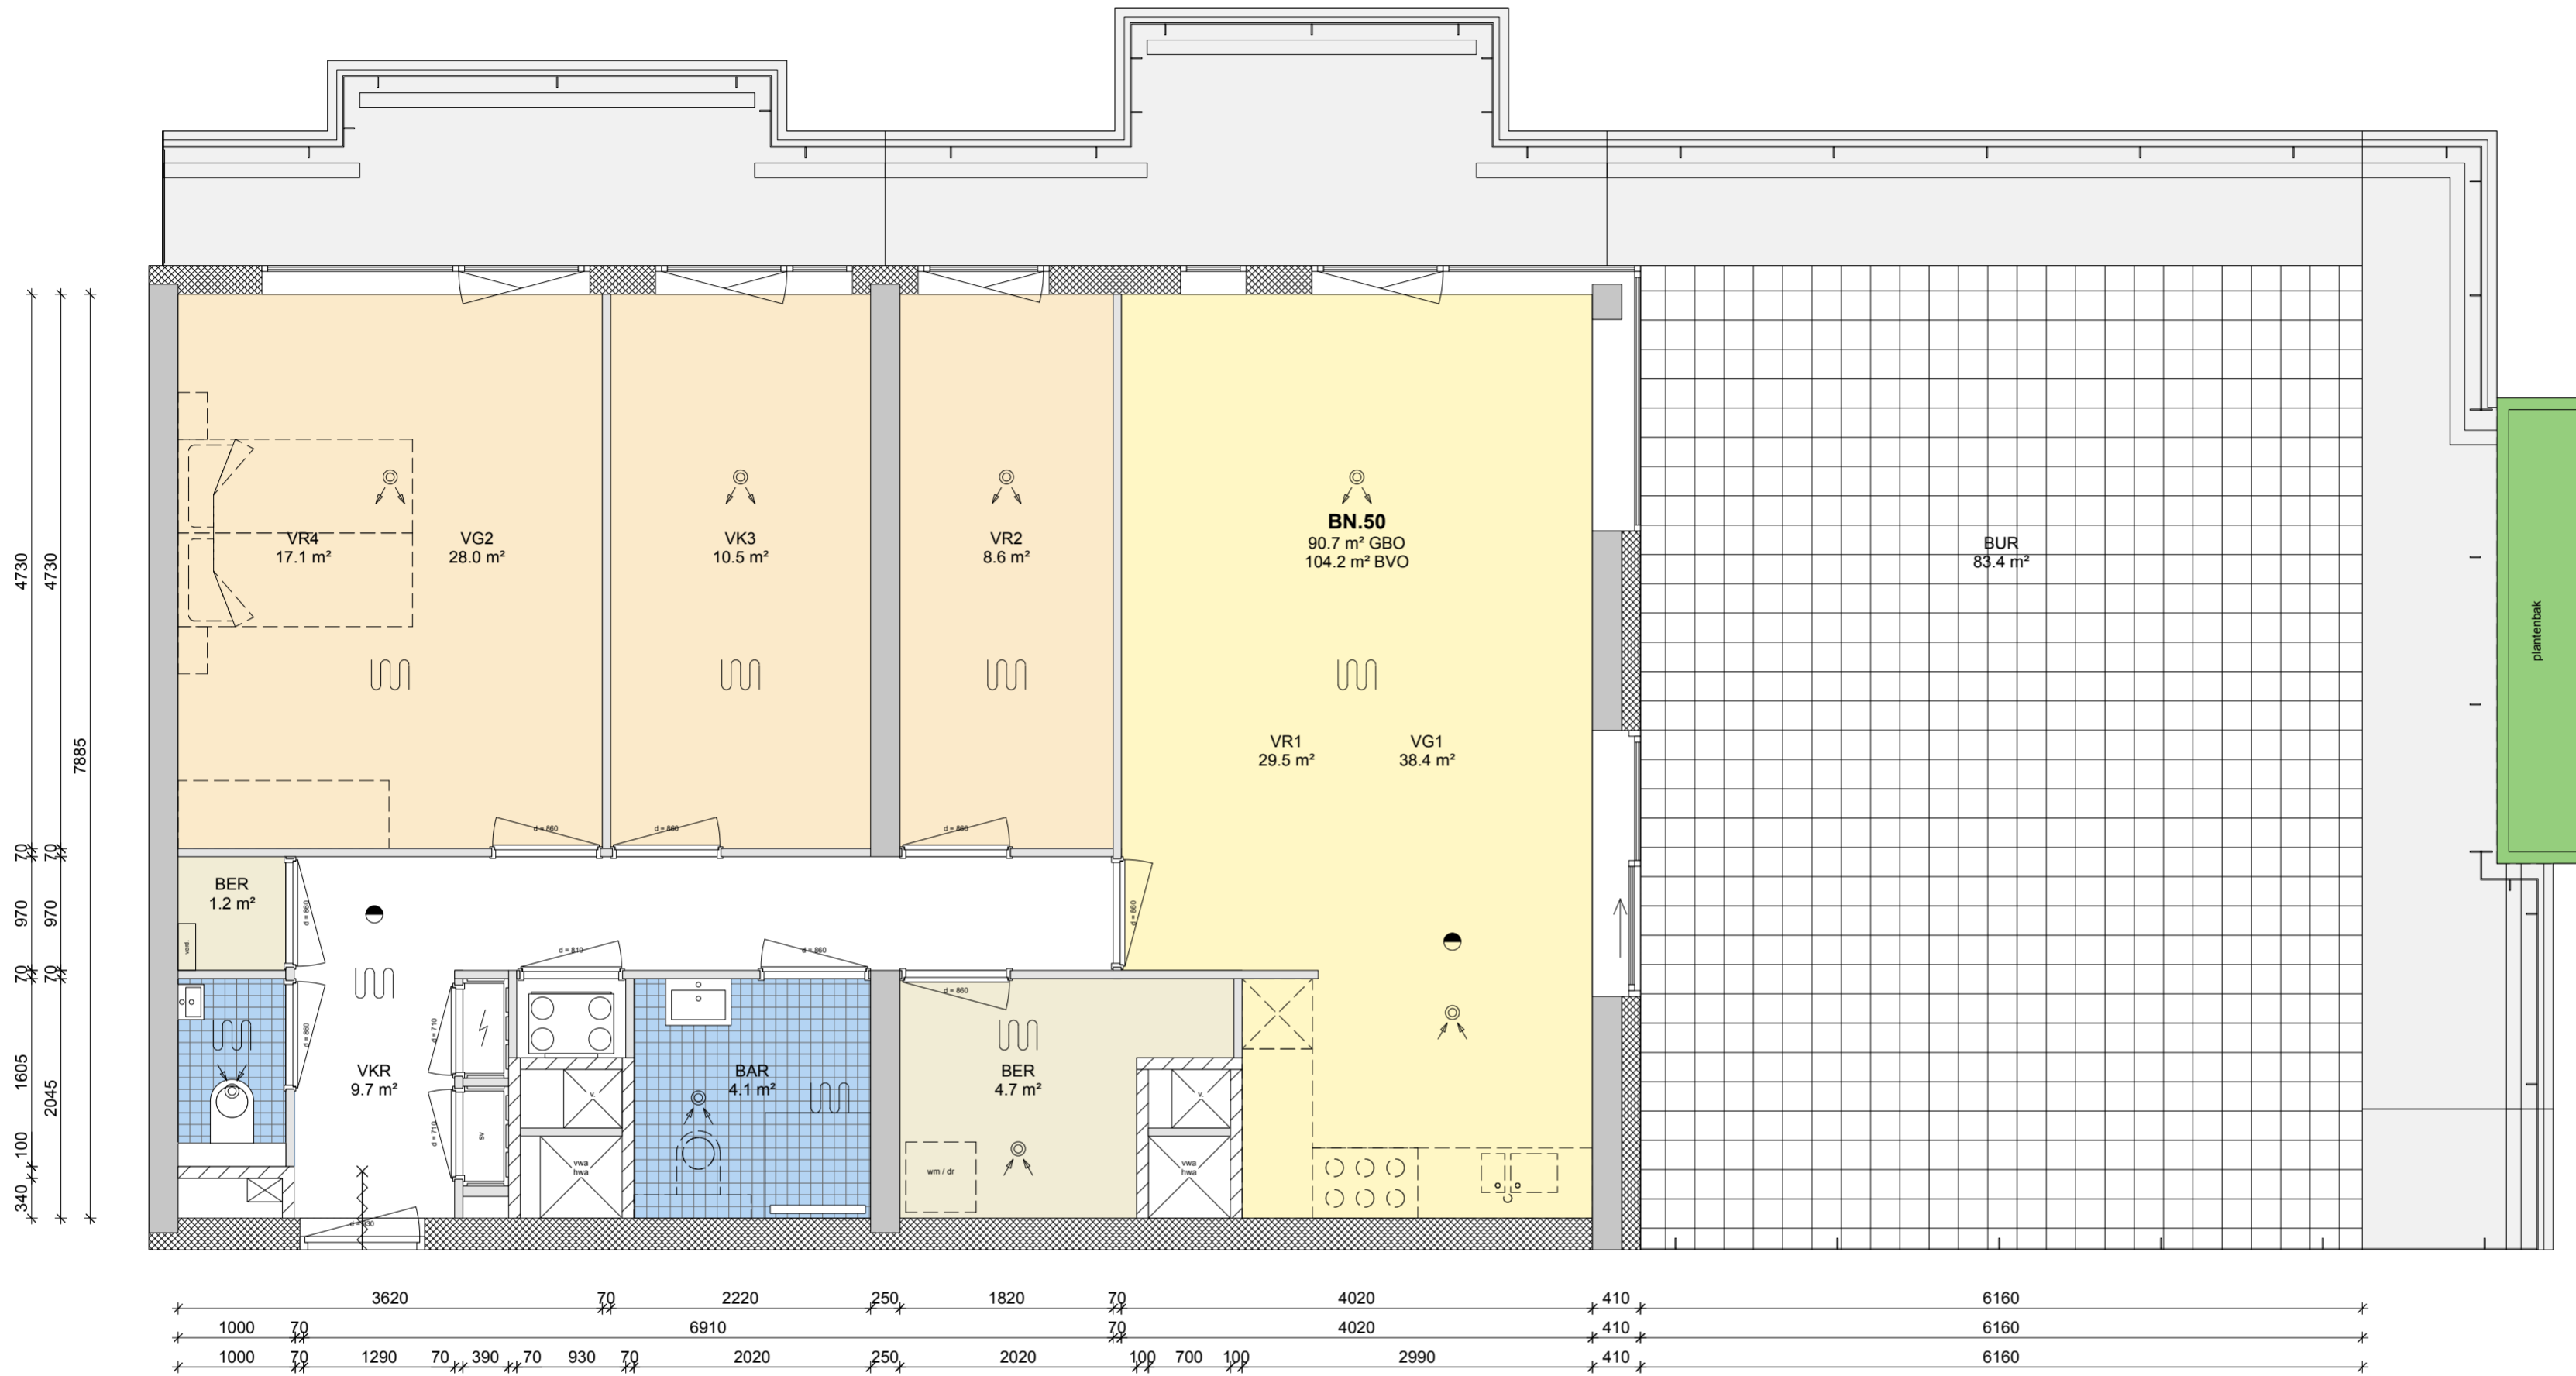 BN.50
90.7 m² GBO
104.2 m² BVO
VR4
17.1 m²
VG2
28.0 m²
VK3
10.5 m²
VR2
8.6 m²
BUR
83.4 m²
plantenbak
VR1
29.5 m²
VG1
38.4 m²
d = 860
d = 860
d = 860
BER
1.2 m²
verd.
d = 860
d = 860
d = 810
d = 860
d = 860
d = 860
d = 710
VKR
9.7 m²
BAR
4.1 m²
BER
4.7 m²
v.
v.
d = 710
sv
vwa
hwa
wm / dr
vwa
hwa
d = 930
4730
70
970
70
1605
100
340
4730
70
970
70
2045
7885
3620 70 2220 250 1820 70 4020 410 6160
1000 70 6910 70 4020 410 6160
1000 70 1290 70 390 70 930 70 2020 250 2020 100 700 100 2990 410 6160